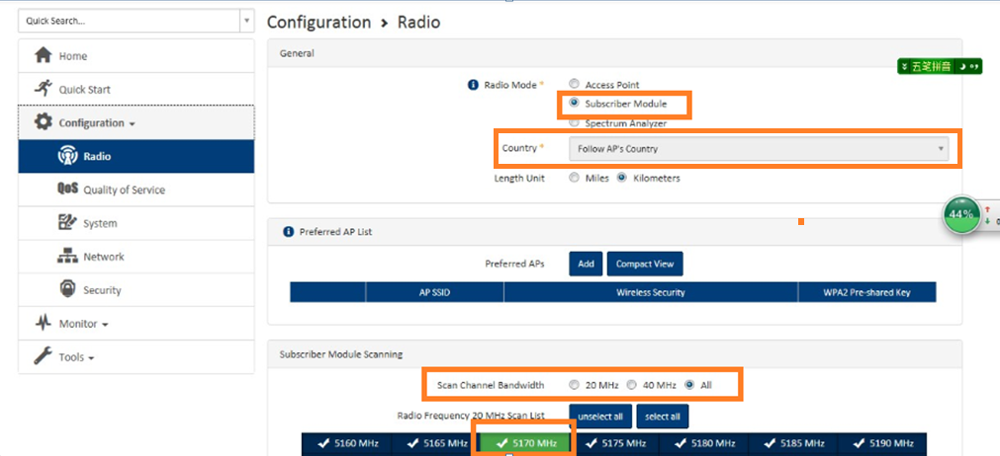 Quick Search...
Configuration > Radio
Home
Quick Start
Configuration
Radio
QoS Quality of Service
System
Network
Security
Monitor
Tools
General
五笔拼音
Radio Mode *
Access Point
Subscriber Module
Spectrum Analyzer
Country *
Follow AP's Country
Length Unit
Miles
Kilometers
44%
Preferred AP List
Preferred APs
Add
Compact View
AP SSID
Wireless Security
WPA2 Pre-shared Key
Subscriber Module Scanning
Scan Channel Bandwidth
20 MHz
40 MHz
All
Radio Frequency 20 MHz Scan List
unselect all
select all
5160 MHz
5165 MHz
5170 MHz
5175 MHz
5180 MHz
5185 MHz
5190 MHz